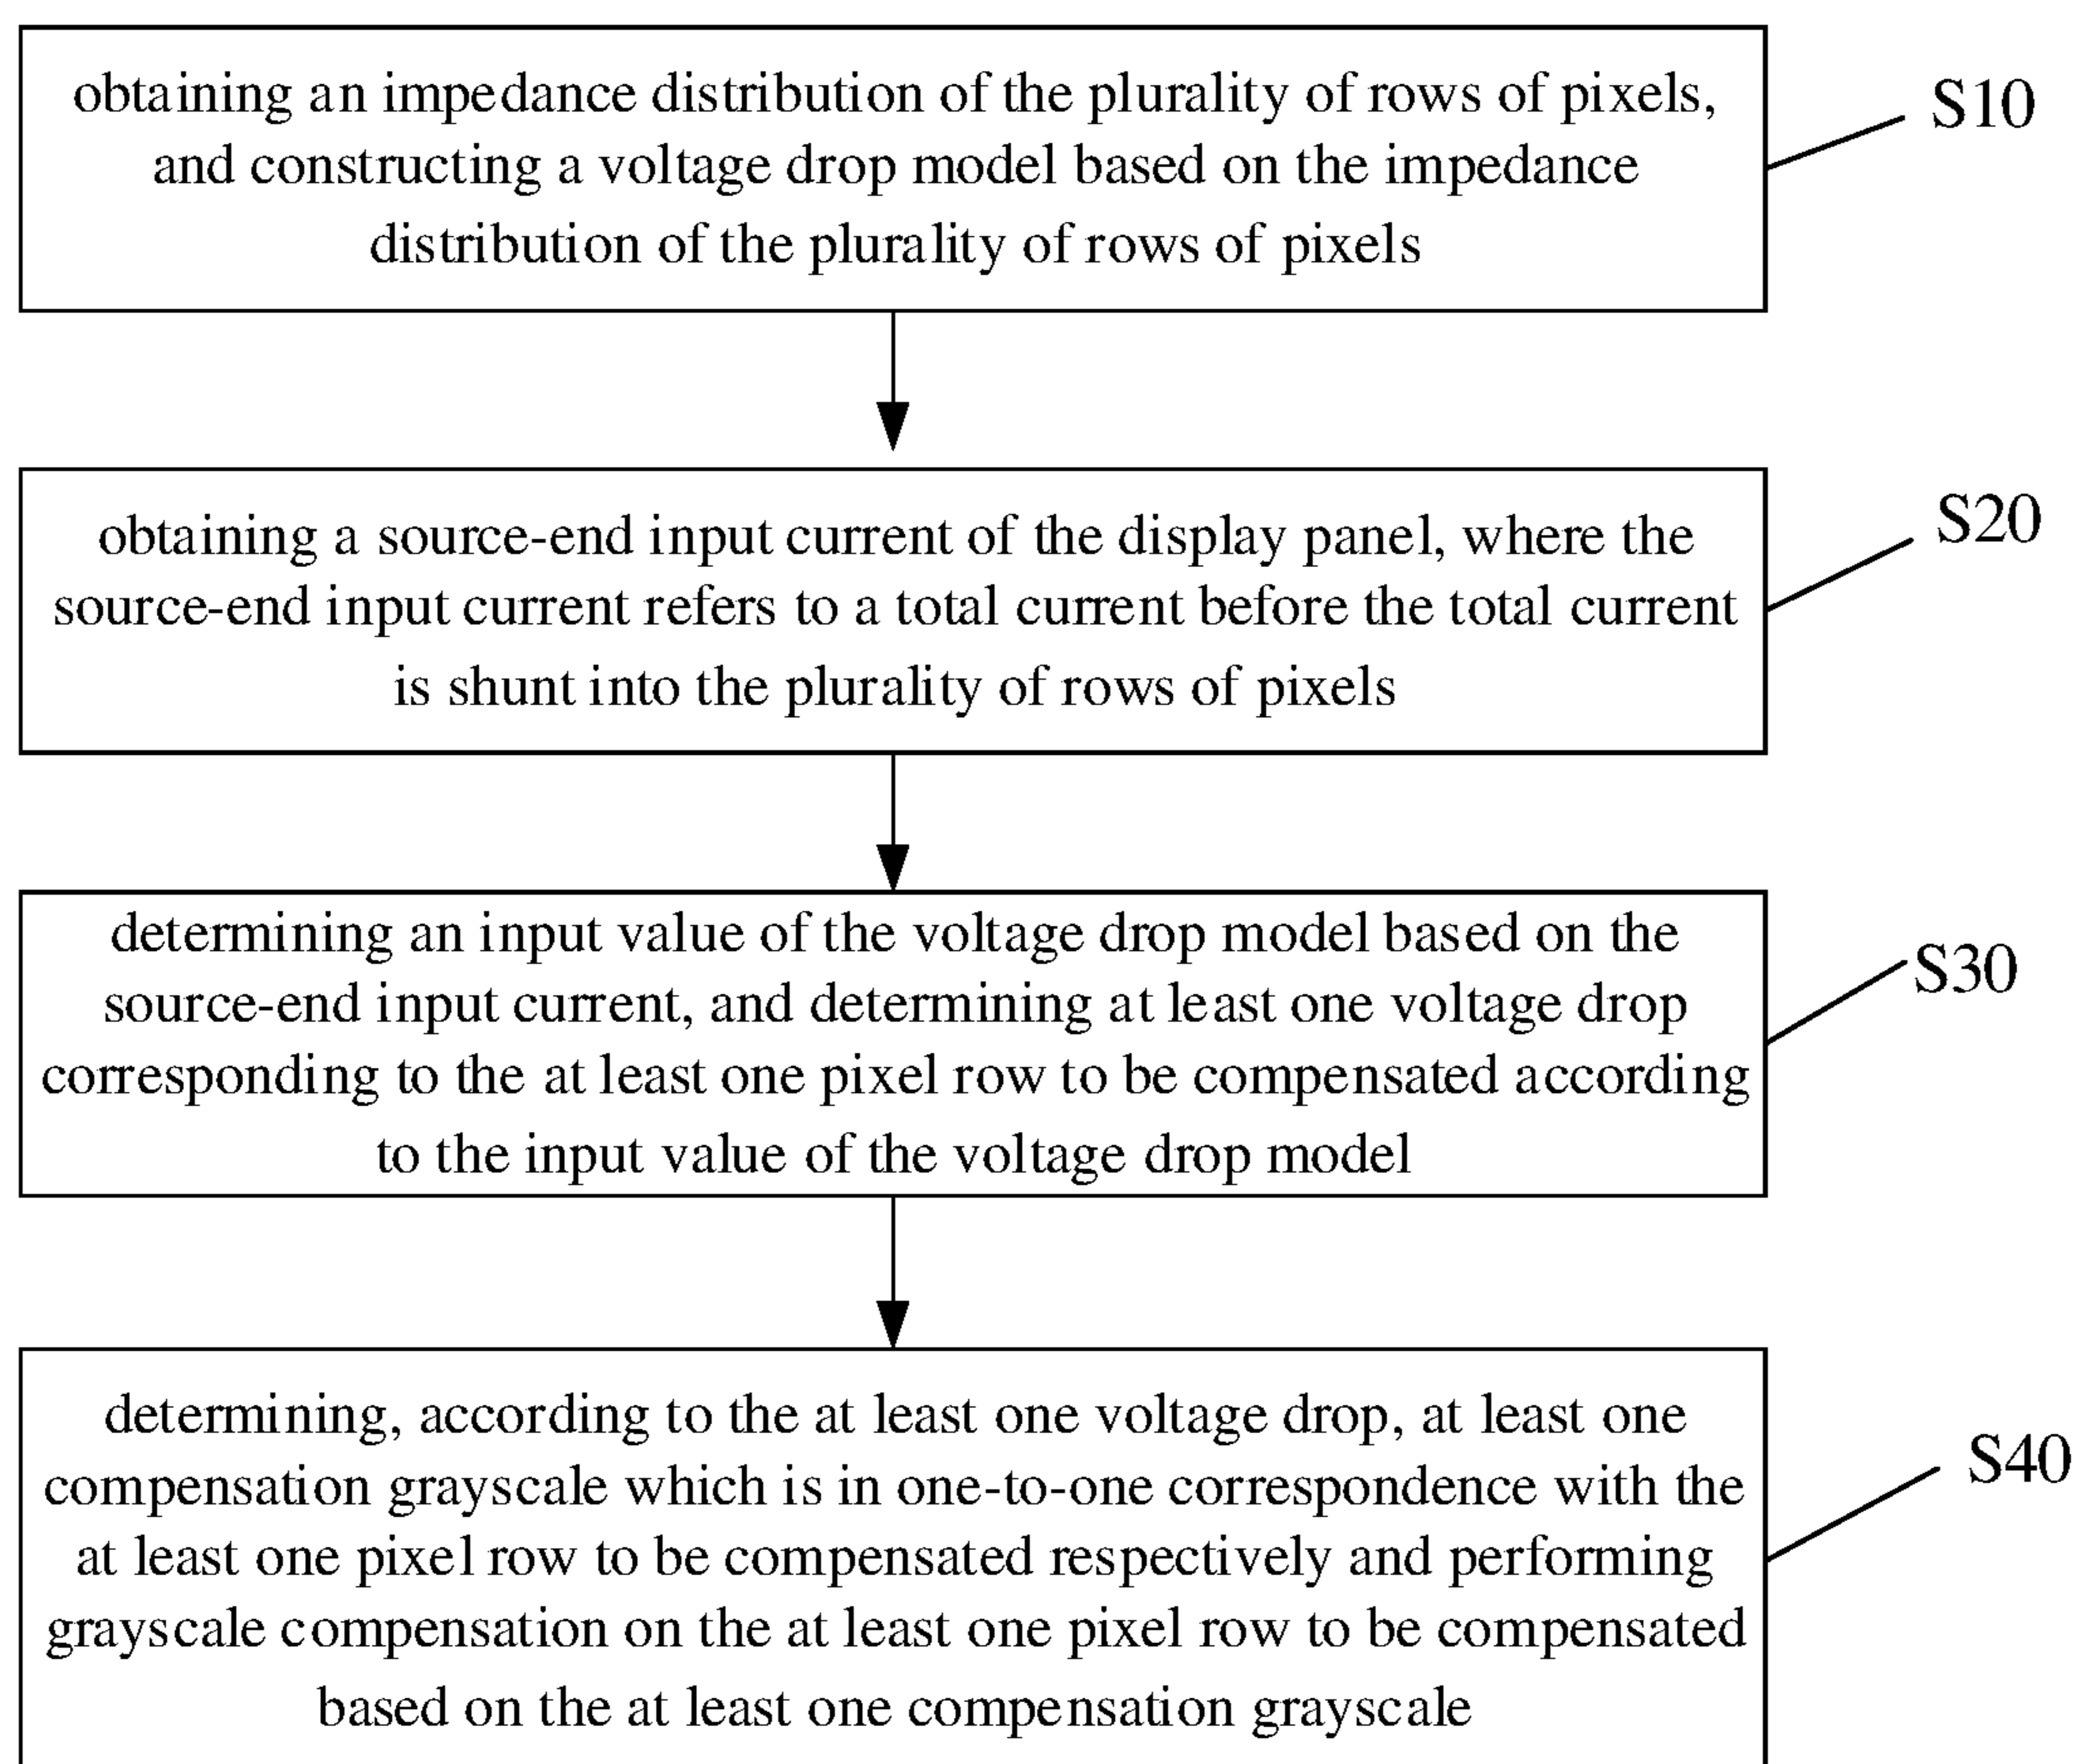 obtaining an impedance distribution of the plurality of rows of pixels,
and constructing a voltage drop model based on the impedance
distribution of the plurality of rows of pixels
S10
obtaining a source-end input current of the display panel, where the
source-end input current refers to a total current before the total current
is shunt into the plurality of rows of pixels
S20
determining an input value of the voltage drop model based on the
source-end input current, and determining at least one voltage drop
corresponding to the at least one pixel row to be compensated according
to the input value of the voltage drop model
S30
determining, according to the at least one voltage drop, at least one
compensation grayscale which is in one-to-one correspondence with the
at least one pixel row to be compensated respectively and performing
grayscale compensation on the at least one pixel row to be compensated
based on the at least one compensation grayscale
S40